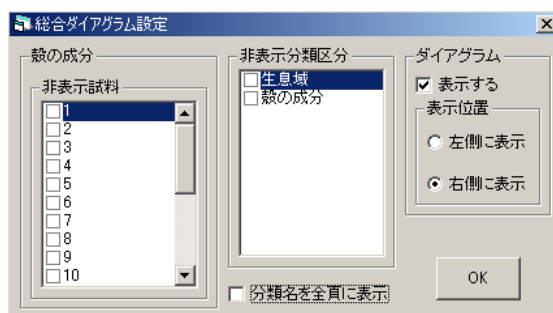 総合ダイアグラム設定
殻の成分
非表示試料
1
2
3
4
5
6
7
8
9
10
非表示分類区分
生息域
殻の成分
分類名を全頁に表示
ダイアグラム
表示する
表示位置
左側に表示
右側に表示
OK